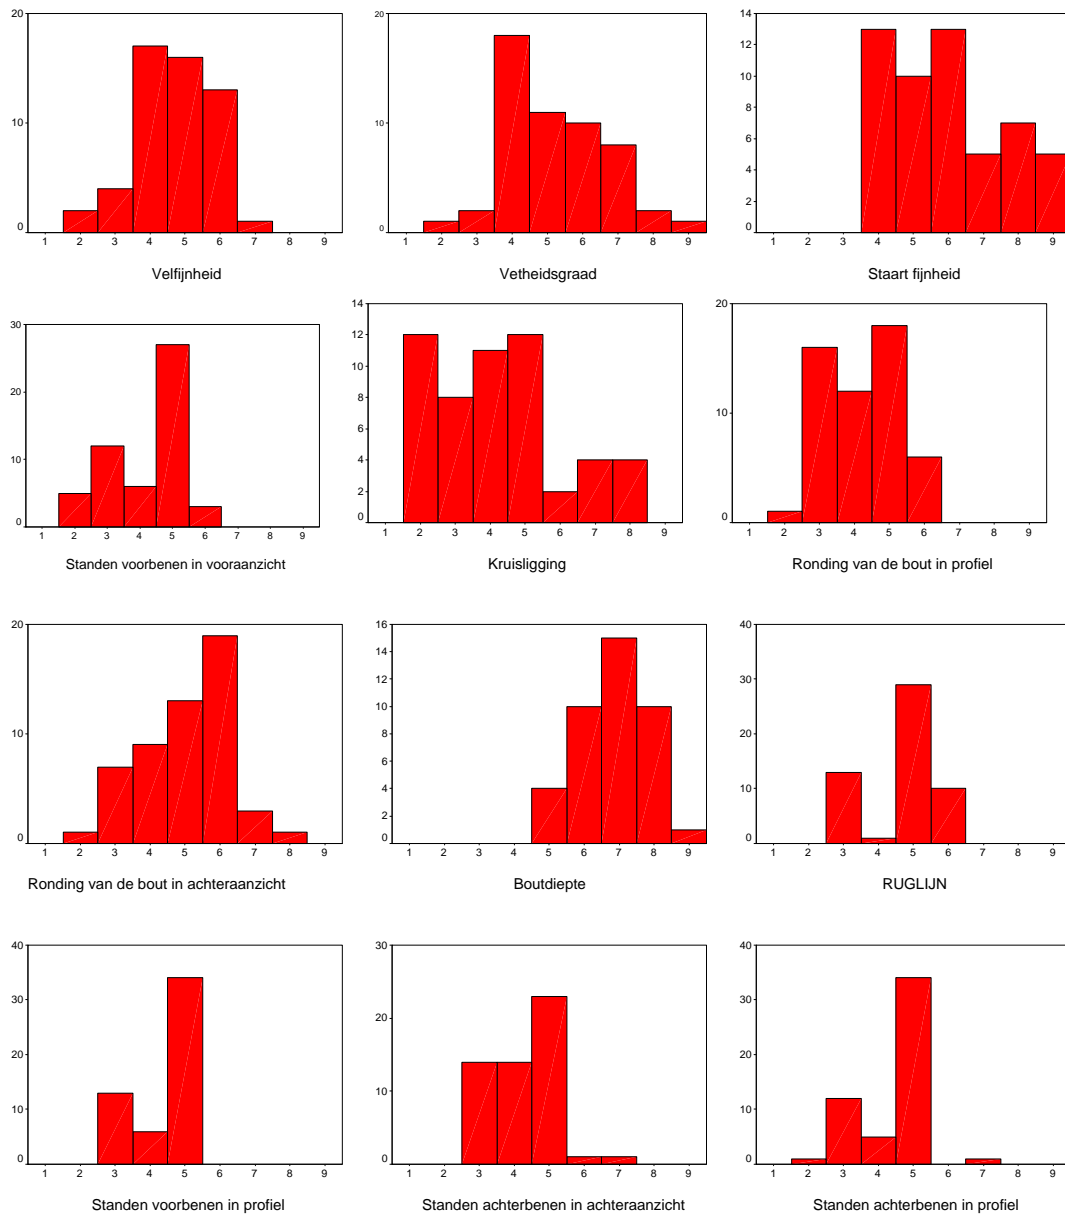 20
10
0
1 2 3 4 5 6 7 8 9
Velfijnheid
20
10
0
1 2 3 4 5 6 7 8 9
Vetheidsgraad
14
12
10
8
6
4
2
0
1 2 3 4 5 6 7 8 9
Staart fijnheid
30
20
10
0
1 2 3 4 5 6 7 8 9
Standen voorbenen in vooraanzicht
14
12
10
8
6
4
2
0
1 2 3 4 5 6 7 8 9
Kruisligging
20
10
0
1 2 3 4 5 6 7 8 9
Ronding van de bout in profiel
20
10
0
1 2 3 4 5 6 7 8 9
Ronding van de bout in achteraanzicht
16
14
12
10
8
6
4
2
0
1 2 3 4 5 6 7 8 9
Boutdiepte
40
30
20
10
0
1 2 3 4 5 6 7 8 9
RUGLIJN
40
30
20
10
0
1 2 3 4 5 6 7 8 9
Standen voorbenen in profiel
30
20
10
0
1 2 3 4 5 6 7 8 9
Standen achterbenen in achteraanzicht
40
30
20
10
0
1 2 3 4 5 6 7 8 9
Standen achterbenen in profiel